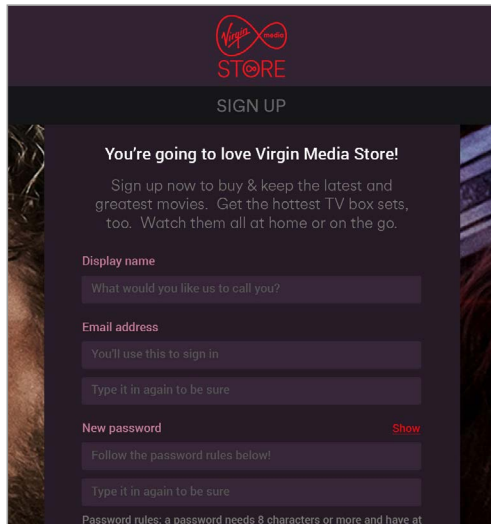 Virgin media
STORE
SIGN UP
You're going to love Virgin Media Store!
Sign up now to buy & keep the latest and
greatest movies. Get the hottest TV box sets,
too. Watch them all at home or on the go.
Display name
What would you like us to call you?
Email address
You'll use this to sign in
Type it in again to be sure
New password Show
Follow the password rules below!
Type it in again to be sure
Password rules: a password needs 8 characters or more and have at